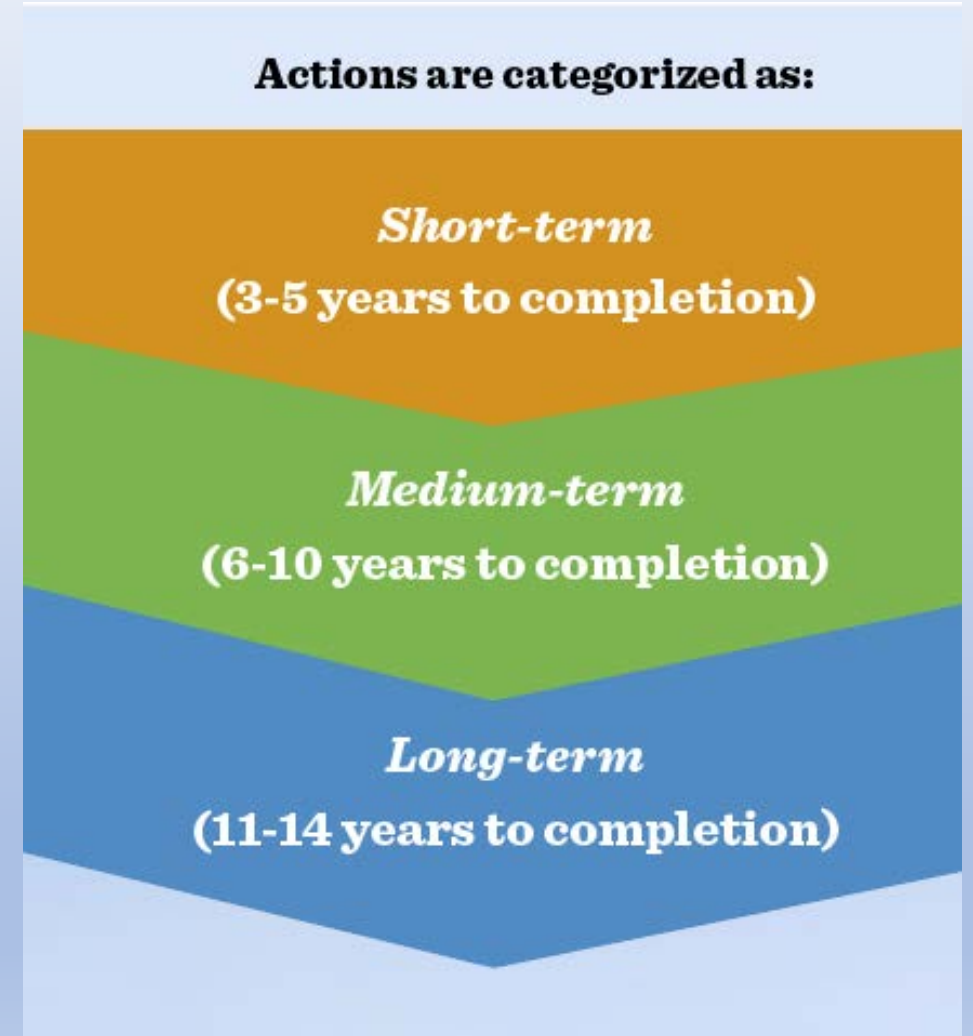 Actions are categorized as:
Short-term
(3-5 years to completion)
Medium-term
(6-10 years to completion)
Long-term
(11-14 years to completion)